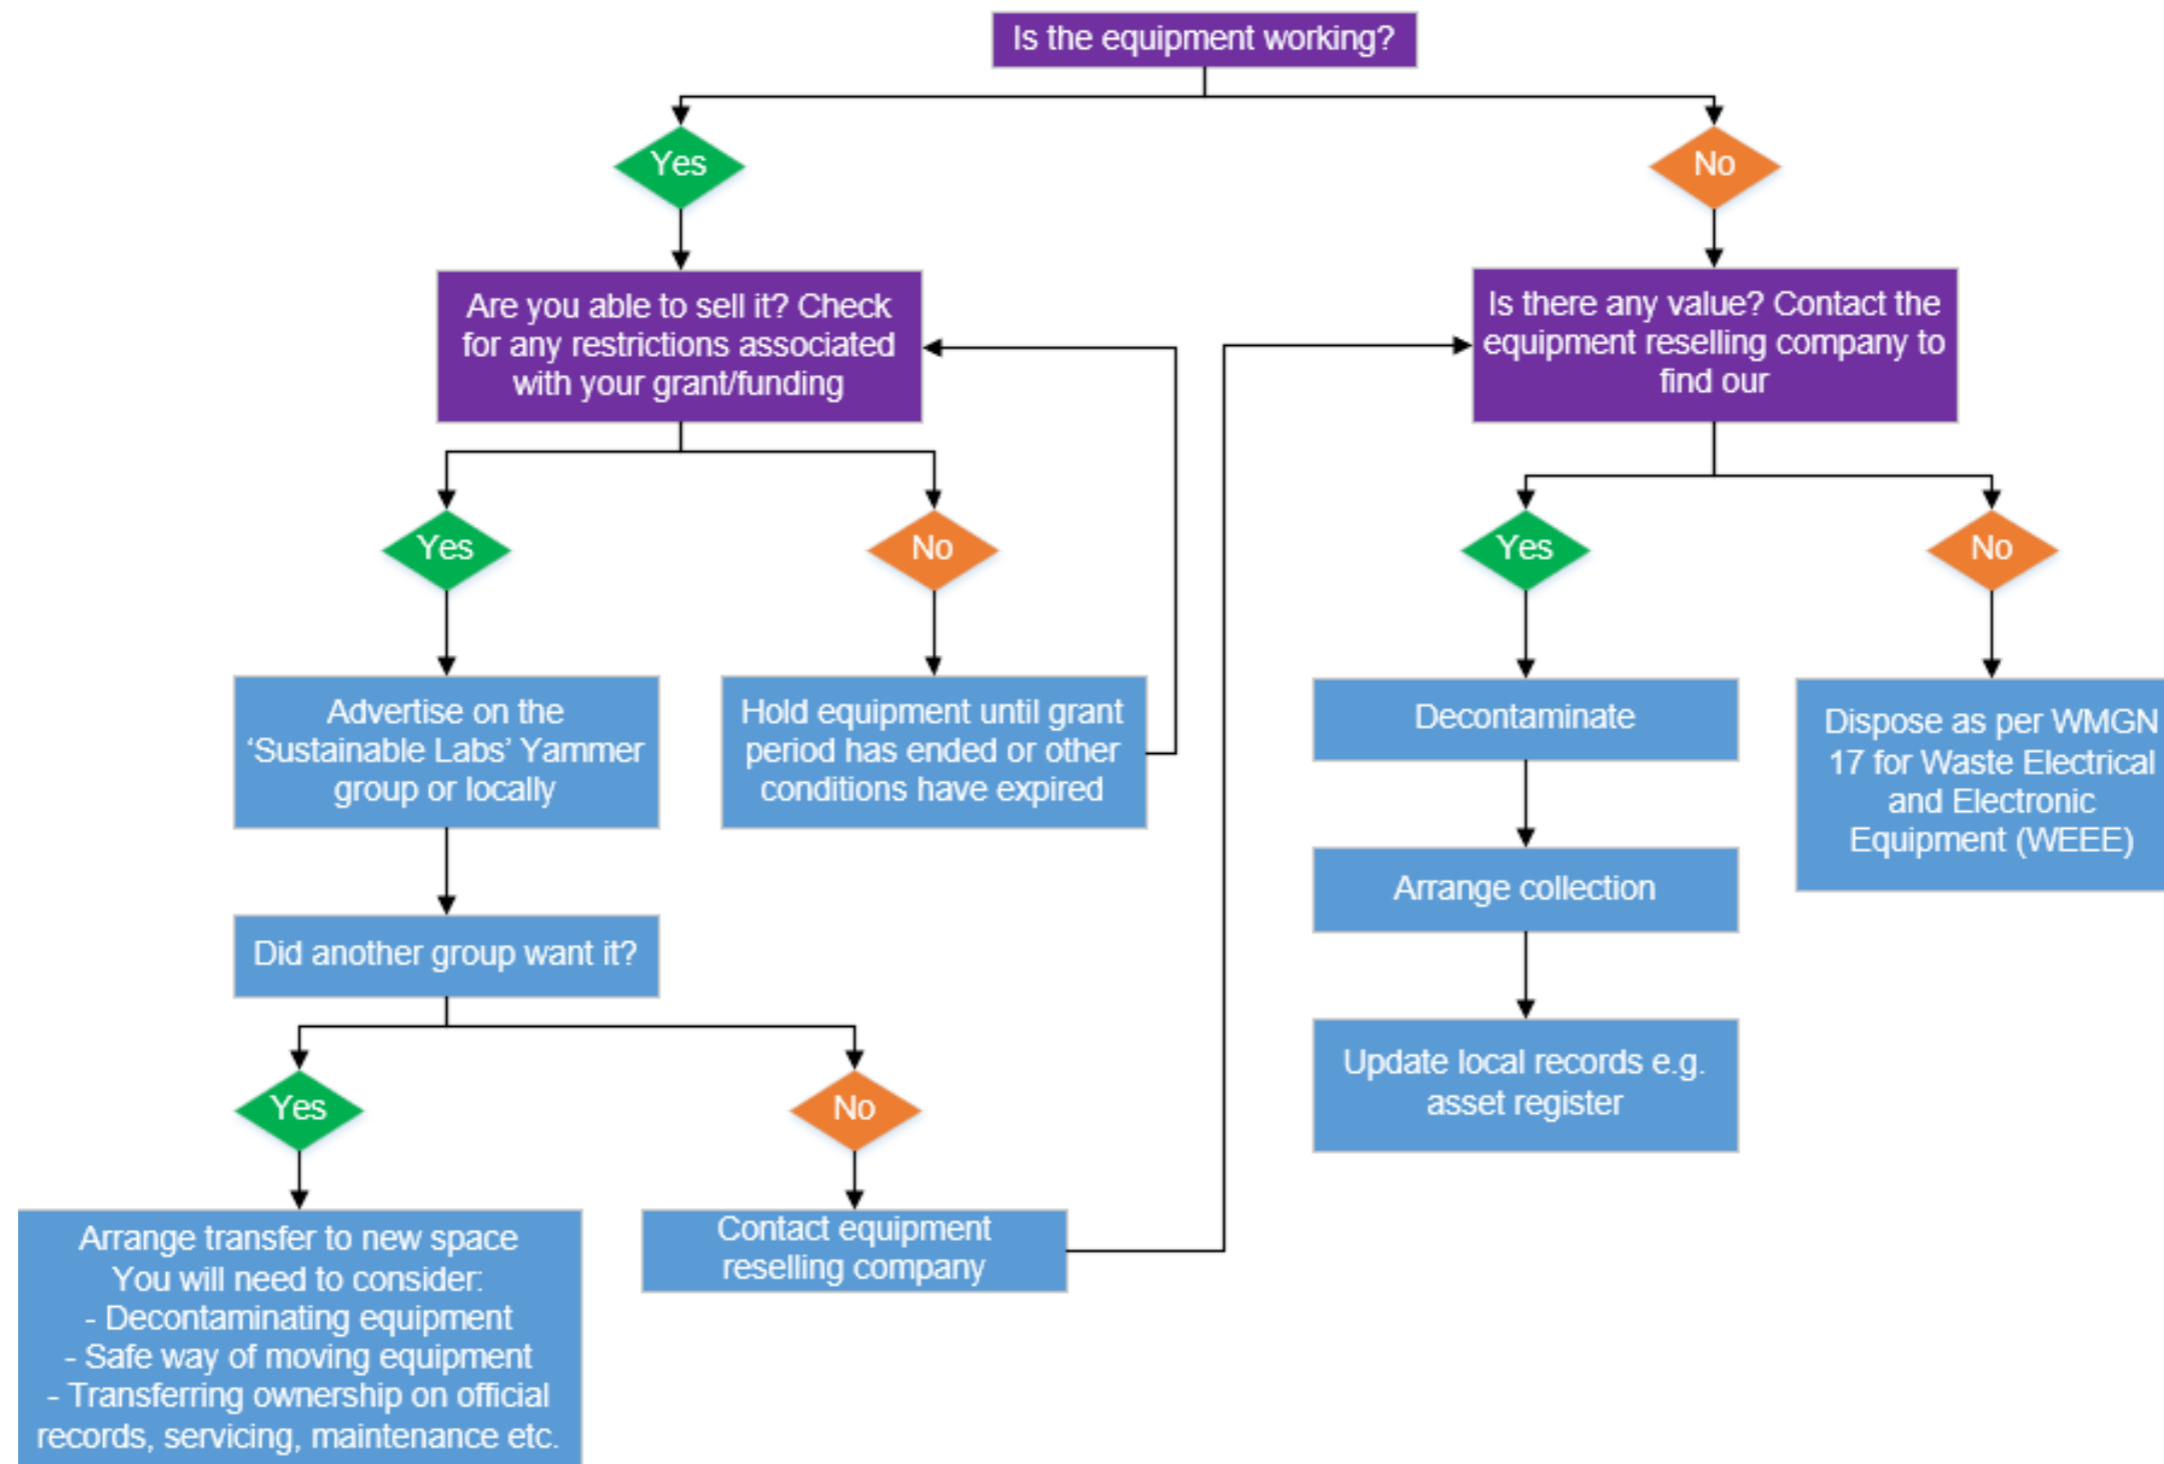 Is the equipment working?
Yes
No
Are you able to sell it? Check
for any restrictions associated
with your grant/funding
Is there any value? Contact the
equipment reselling company to
find our
Yes
No
Yes
No
Advertise on the
‘Sustainable Labs’ Yammer
group or locally
Hold equipment until grant
period has ended or other
conditions have expired
Decontaminate
Dispose as per WMGN
17 for Waste Electrical
and Electronic
Equipment (WEEE)
Arrange collection
Did another group want it?
Update local records e.g.
asset register
Yes
No
Arrange transfer to new space
You will need to consider:
- Decontaminating equipment
- Safe way of moving equipment
- Transferring ownership on official
records, servicing, maintenance etc.
Contact equipment
reselling company